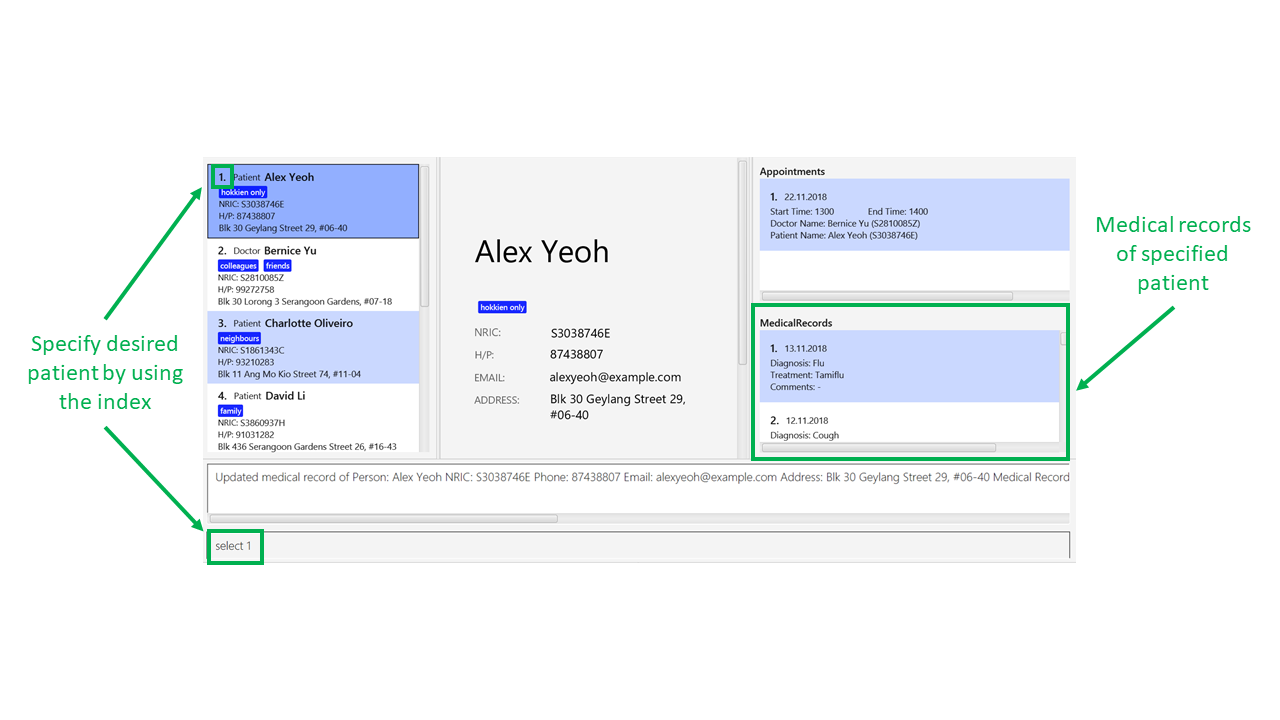 1. Patient Alex Yeoh
hokkien only
NRIC: S3038746E
H/P: 87438807
Blk 30 Geylang Street 29, #06-40
2. Doctor Bernice Yu
colleagues friends
NRIC: S2810085Z
H/P: 99272758
Blk 30 Lorong 3 Serangoon Gardens, #07-18
3. Patient Charlotte Oliveiro
neighbours
NRIC: S1861343C
H/P: 93210283
Blk 11 Ang Mo Kio Street 74, #11-04
4. Patient David Li
family
NRIC: S3860937H
H/P: 91031282
Blk 436 Serangoon Gardens Street 26, #16-43
Alex Yeoh
hokkien only
NRIC: S3038746E
H/P: 87438807
EMAIL: alexyeoh@example.com
ADDRESS: Blk 30 Geylang Street 29,
#06-40
Appointments
1. 22.11.2018
Start Time: 1300 End Time: 1400
Doctor Name: Bernice Yu (S2810085Z)
Patient Name: Alex Yeoh (S3038746E)
MedicalRecords
1. 13.11.2018
Diagnosis: Flu
Treatment: Tamiflu
Comments: -
2. 12.11.2018
Diagnosis: Cough
Updated medical record of Person: Alex Yeoh NRIC: S3038746E Phone: 87438807 Email: alexyeoh@example.com Address: Blk 30 Geylang Street 29, #06-40 Medical Record
select 1
Specify desired
patient by using
the index
Medical records
of specified
patient